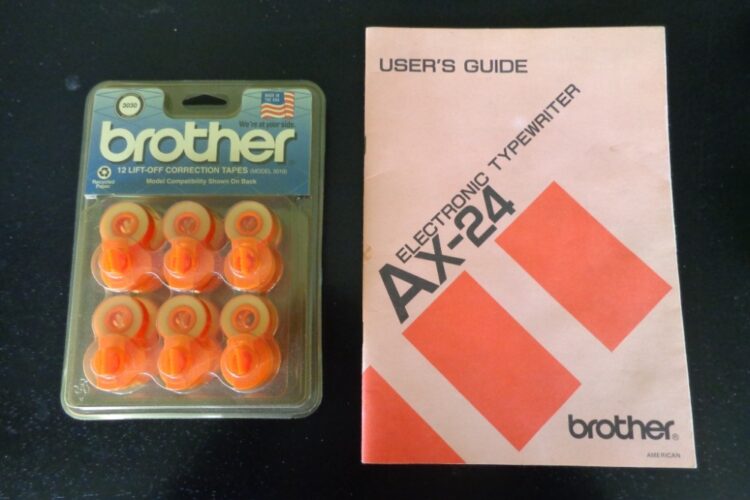 3030
MADE IN
THE USA
We're at your side.
brother
12 LIFT-OFF CORRECTION TAPES (MODEL 3010)
Recycled
Paper
Model Compatibility Shown On Back
USER'S GUIDE
ELECTRONIC TYPEWRITER
AX-24
brother®
AMERICAN